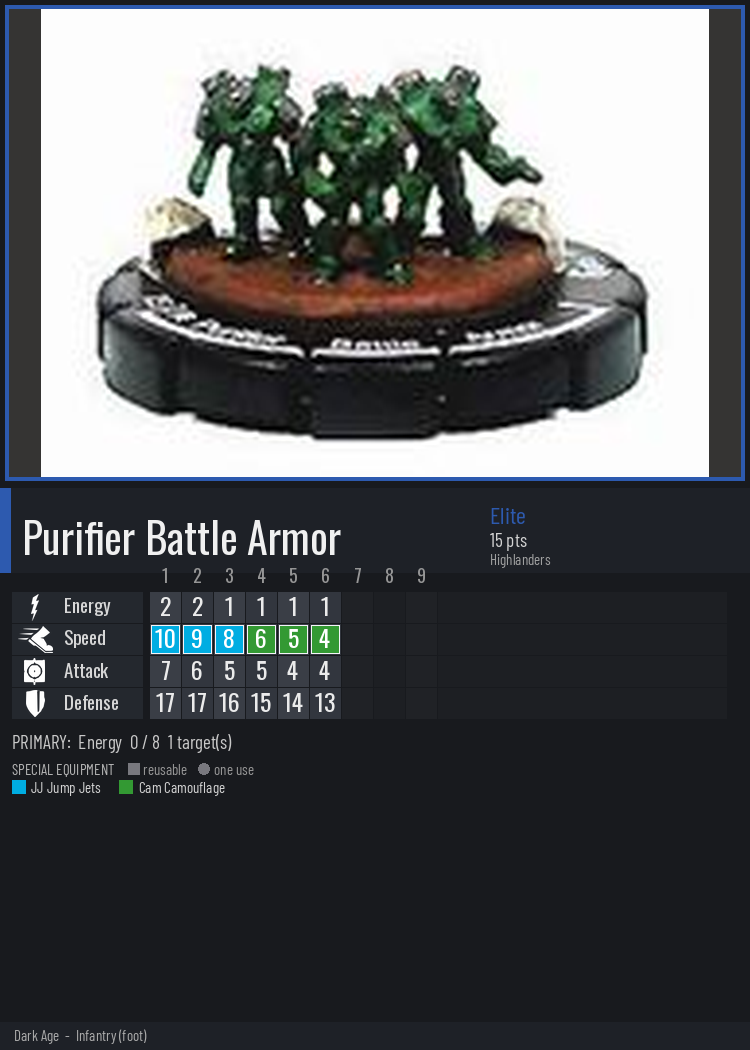 Purifier Battle Armor
Elite
15 pts
Highlanders
1 2 3 4 5 6 7 8 9
Energy 2 2 1 1 1 1
Speed 10 9 8 6 5 4
Attack 7 6 5 5 4 4
Defense 17 17 16 15 14 13
PRIMARY: Energy 0 / 8 1 target(s)
SPECIAL EQUIPMENT reusable one use
JJ Jump Jets Cam Camouflage
Dark Age - Infantry (foot)